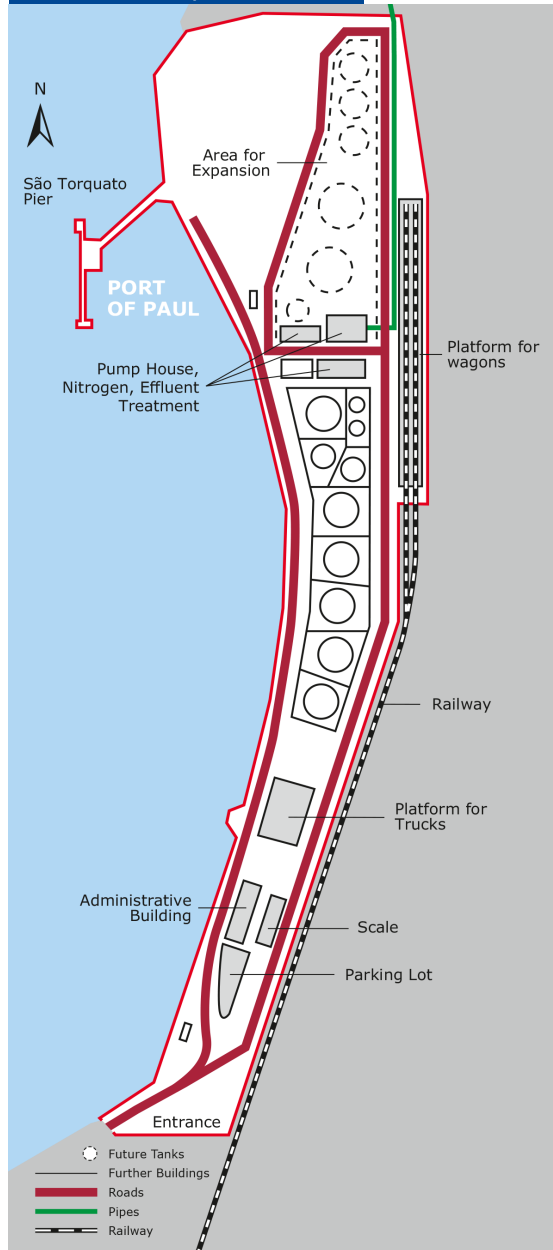 N
São Torquato
Pier
Area for
Expansion
PORT
OF PAUL
Platform for
wagons
Pump House,
Nitrogen, Effluent
Treatment
Railway
Platform for
Trucks
Administrative
Building
Scale
Parking Lot
Entrance
Future Tanks
Further Buildings
Roads
Pipes
Railway